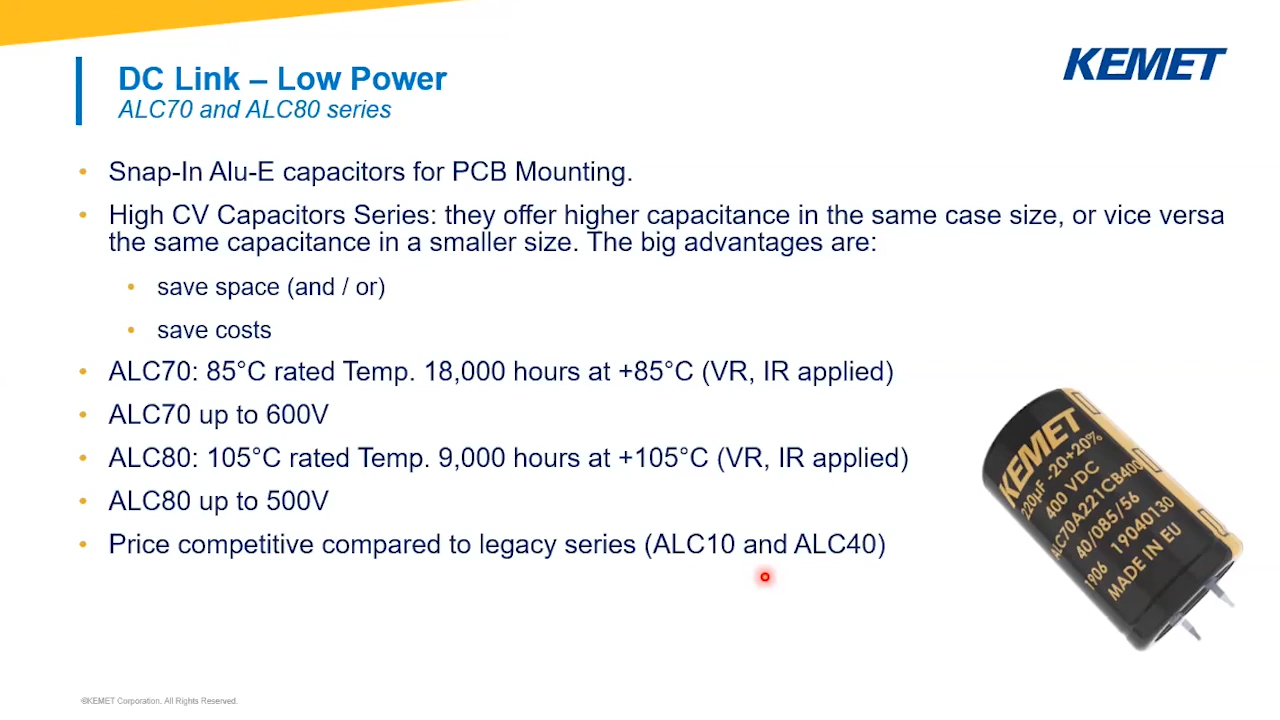 DC Link – Low Power
ALC70 and ALC80 series
KEMET
• Snap-In Alu-E capacitors for PCB Mounting.
• High CV Capacitors Series: they offer higher capacitance in the same case size, or vice versa
the same capacitance in a smaller size. The big advantages are:
• save space (and / or)
• save costs
• ALC70: 85°C rated Temp. 18,000 hours at +85°C (VR, IR applied)
• ALC70 up to 600V
• ALC80: 105°C rated Temp. 9,000 hours at +105°C (VR, IR applied)
• ALC80 up to 500V
• Price competitive compared to legacy series (ALC10 and ALC40)
KEMET
220µF -20+20%
400 VDC
ALC70A221CB400
40/085/56
1906 19040130
MADE IN EU
©KEMET Corporation. All Rights Reserved.